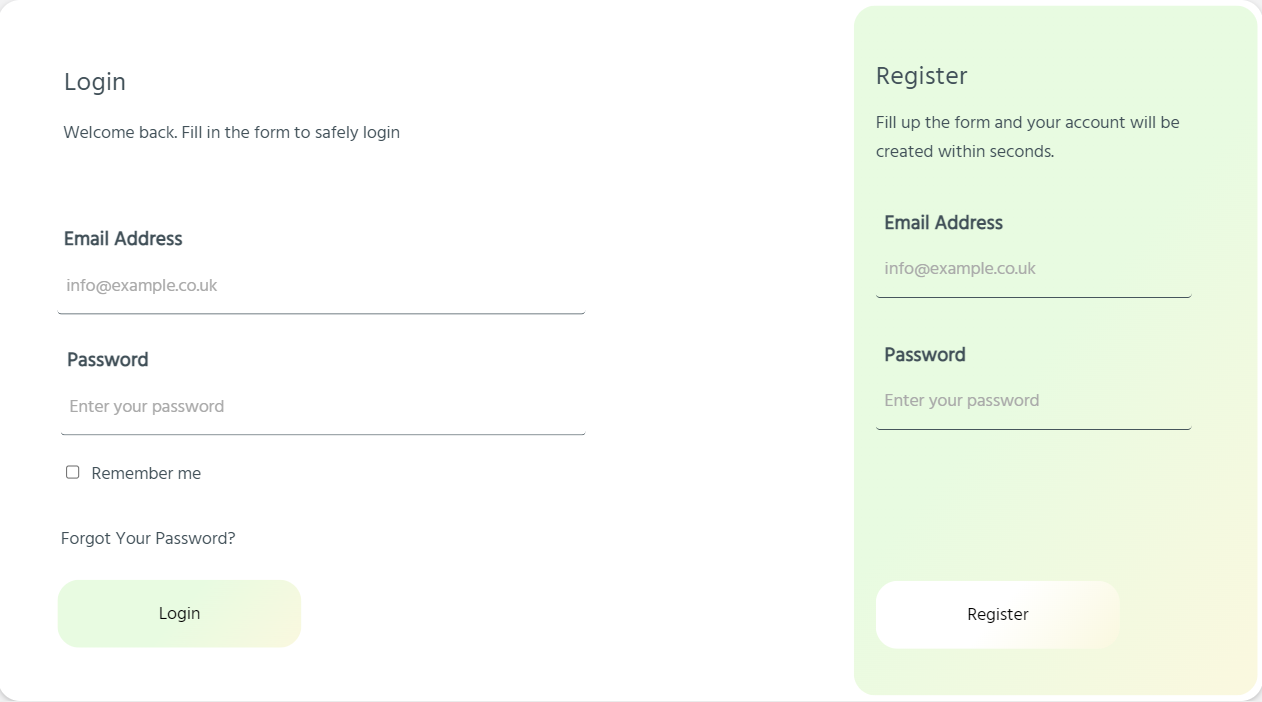 Login
Welcome back. Fill in the form to safely login
Email Address
info@example.co.uk
Password
Enter your password
Remember me
Forgot Your Password?
Login
Register
Fill up the form and your account will be
created within seconds.
Email Address
info@example.co.uk
Password
Enter your password
Register